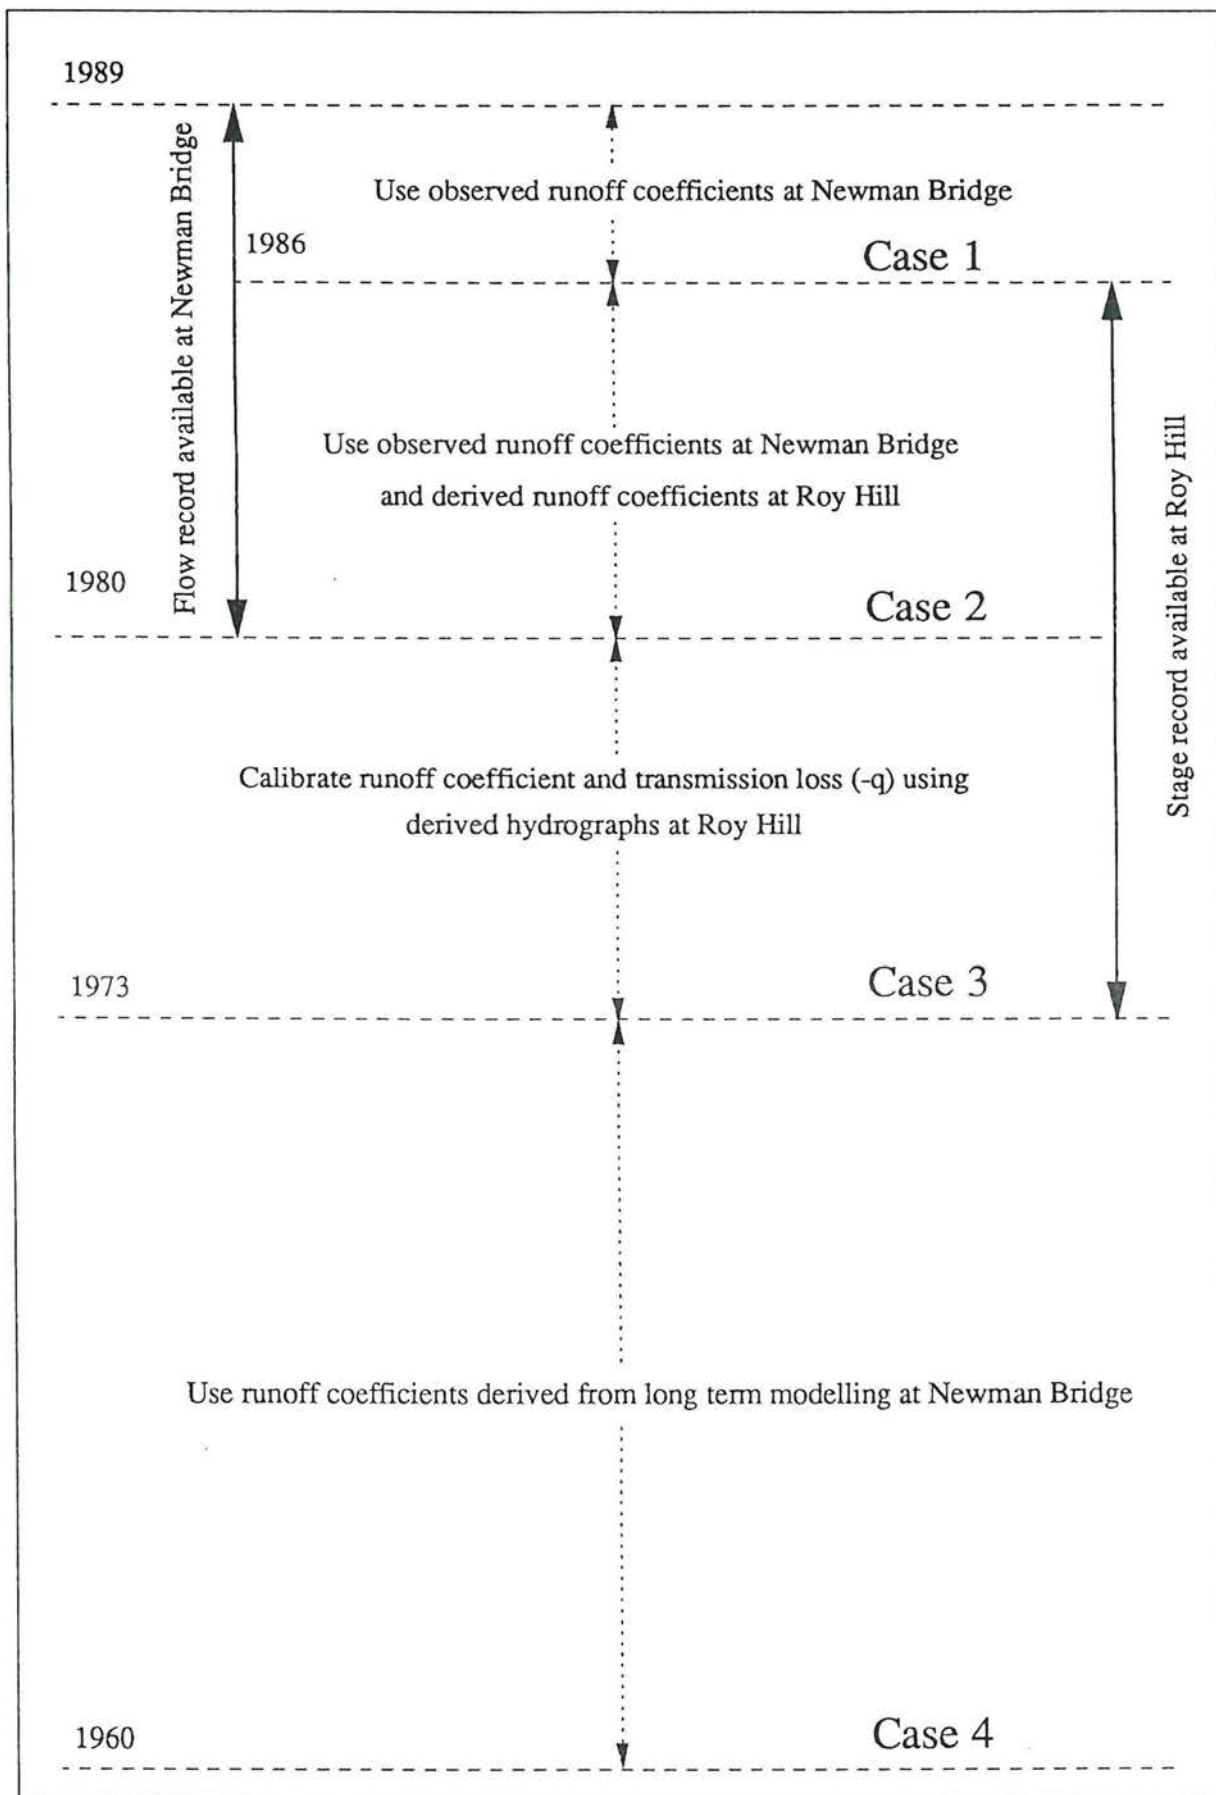 1989
Flow record available at Newman Bridge
Use observed runoff coefficients at Newman Bridge
1986
Case 1
Use observed runoff coefficients at Newman Bridge
and derived runoff coefficients at Roy Hill
Stage record available at Roy Hill
1980
Case 2
Calibrate runoff coefficient and transmission loss (-q) using
derived hydrographs at Roy Hill
1973
Case 3
Use runoff coefficients derived from long term modelling at Newman Bridge
1960
Case 4